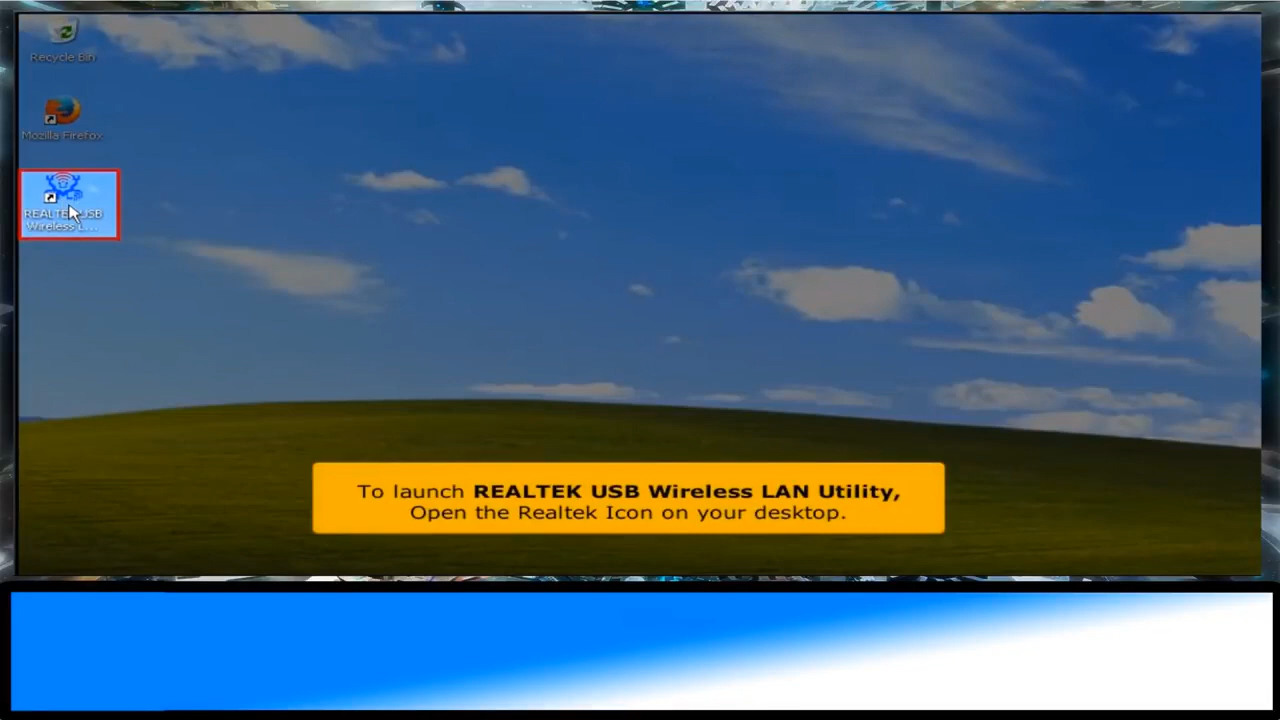 Recycle Bin
Mozilla Firefox
REALTEK USB
Wireless L...
To launch REALTEK USB Wireless LAN Utility,
Open the Realtek Icon on your desktop.